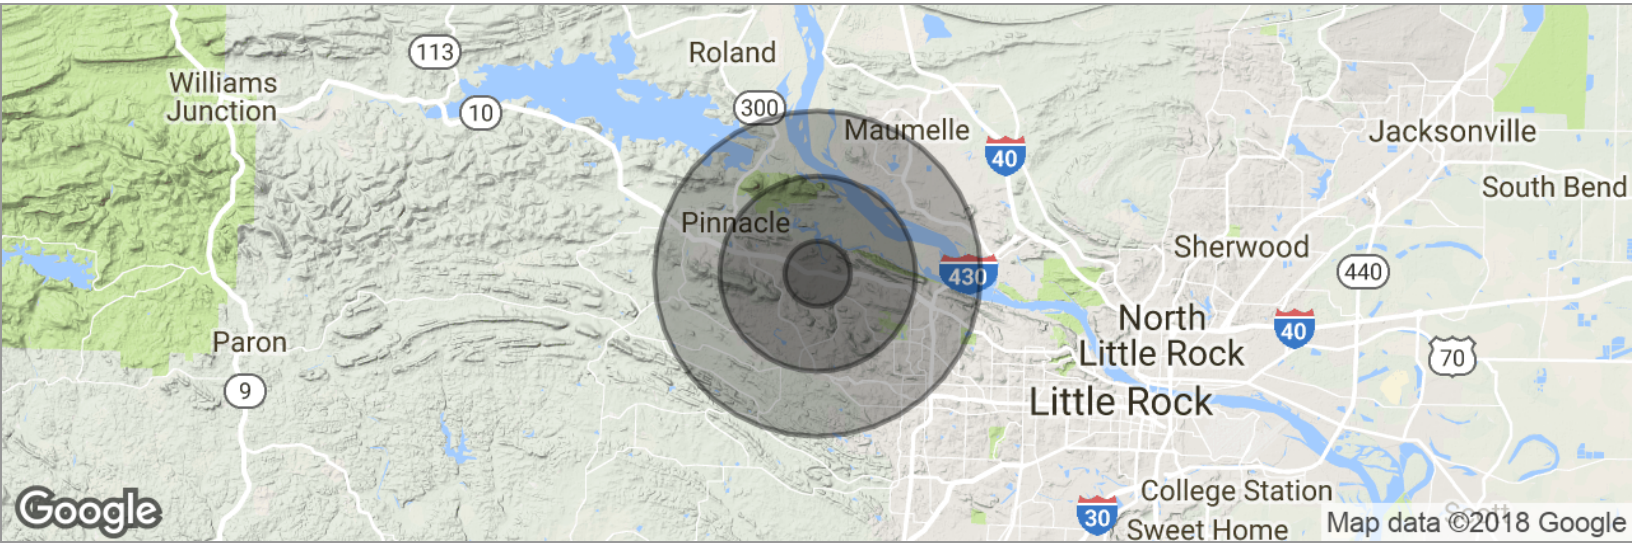 113
Roland
Williams
Junction
10
300
Maumelle
40
Jacksonville
South Bend
Pinnacle
Sherwood
430
440
North
Little Rock
40
Paron
70
9
Little Rock
College Station
30
Sweet Home
Scott
Google
Map data ©2018 Google